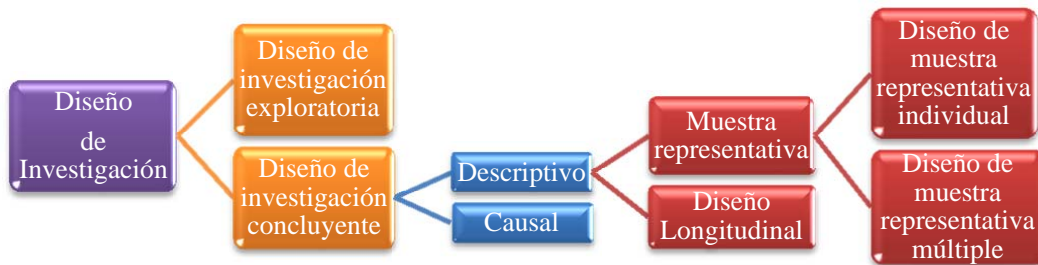 Diseño
de
Investigación
Diseño de
investigación
exploratoria
Diseño de
investigación
concluyente
Descriptivo
Causal
Muestra
representativa
Diseño
Longitudinal
Diseño de
muestra
representativa
individual
Diseño de
muestra
representativa
múltiple